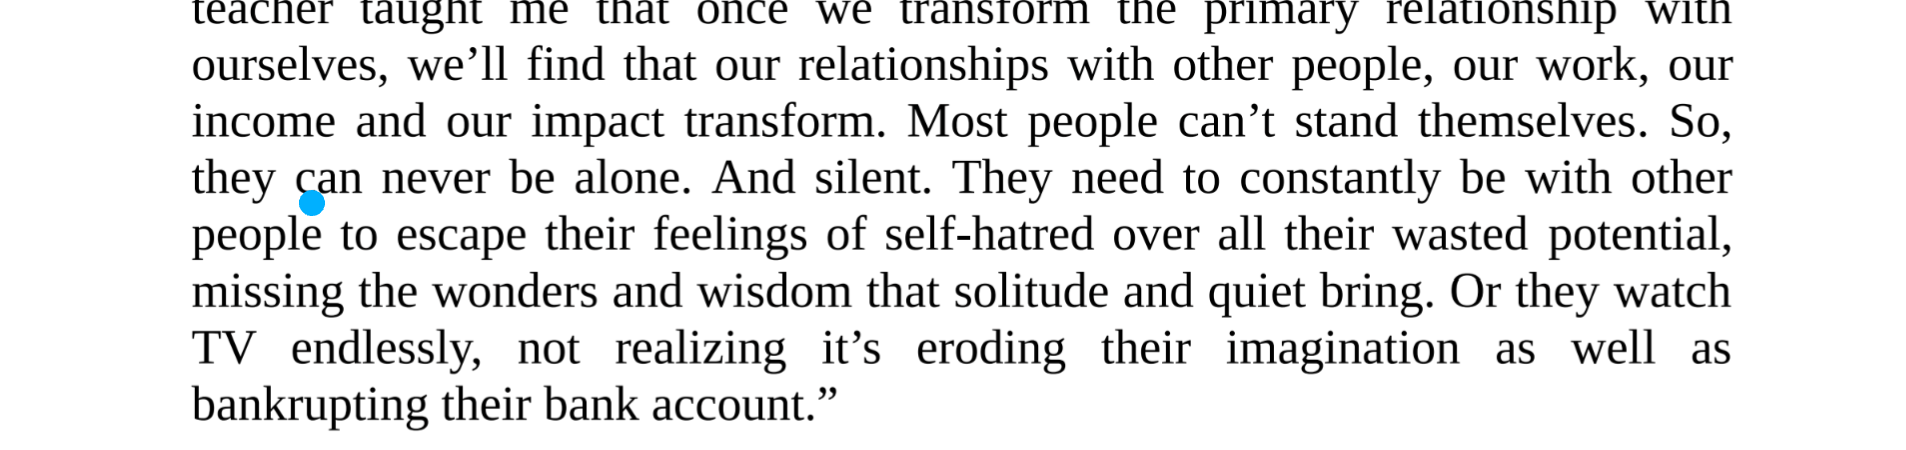 teacher taught me that once we transform the primary relationship with
ourselves, we’ll find that our relationships with other people, our work, our
income and our impact transform. Most people can’t stand themselves. So,
they can never be alone. And silent. They need to constantly be with other
people to escape their feelings of self-hatred over all their wasted potential,
missing the wonders and wisdom that solitude and quiet bring. Or they watch
TV endlessly, not realizing it’s eroding their imagination as well as
bankrupting their bank account.”